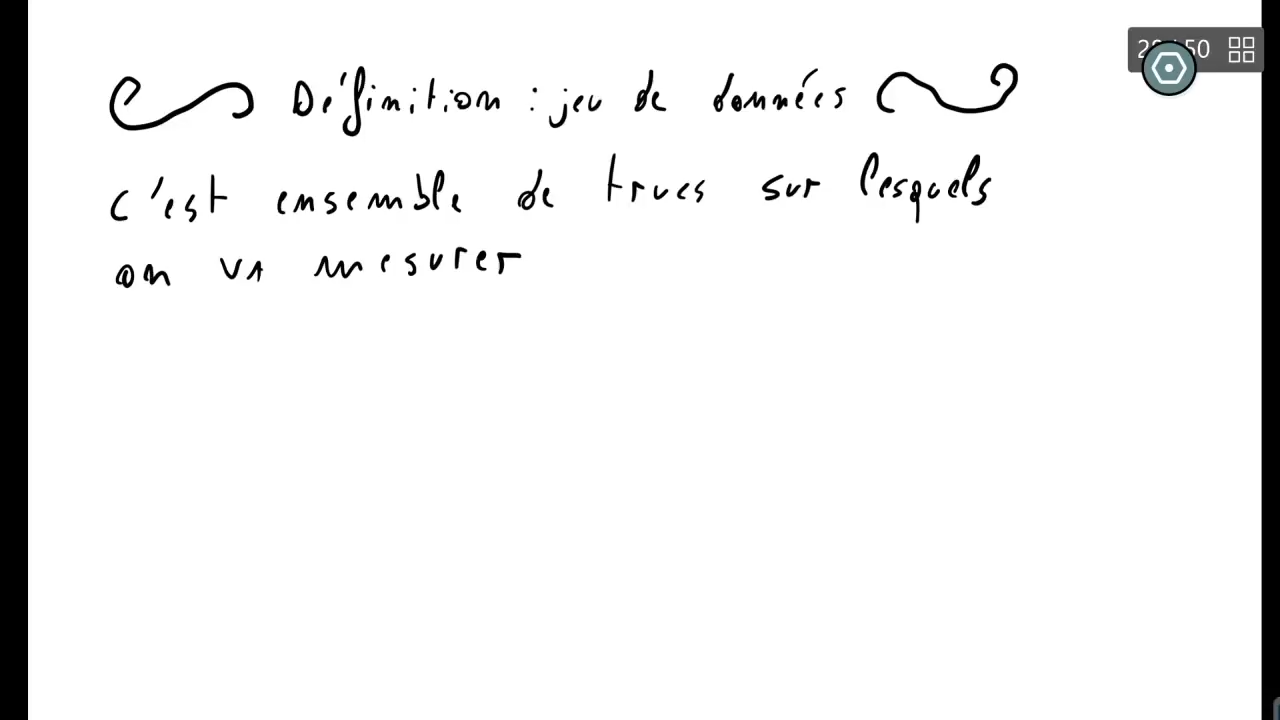 Définition : jeu de données
c'est ensemble de trucs sur lesquels
on va mesurer